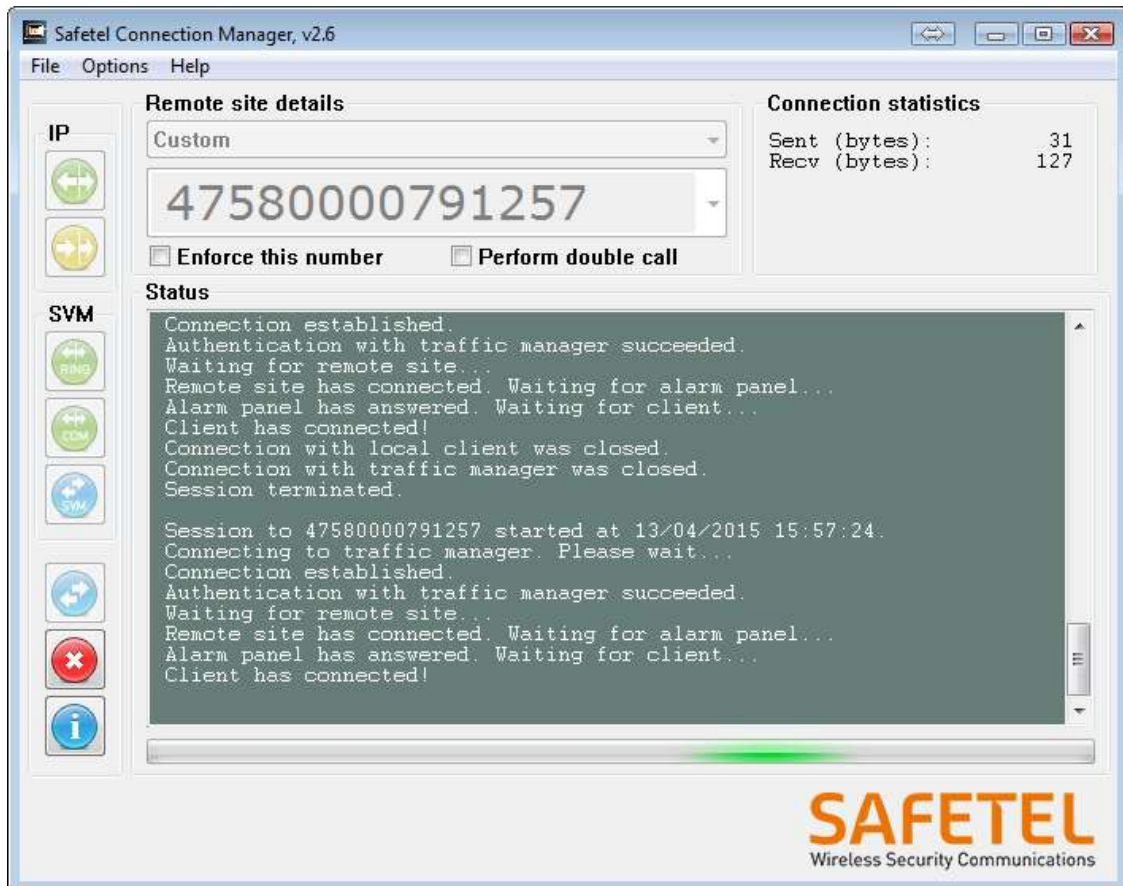 Safetel Connection Manager, v2.6
File Options Help
Remote site details
Custom
47580000791257
Enforce this number
Perform double call
Connection statistics
Sent (bytes): 31
Recv (bytes): 127
IP
SVM
RING
COM
SVM
Status
Connection established.
Authentication with traffic manager succeeded.
Waiting for remote site...
Remote site has connected. Waiting for alarm panel...
Alarm panel has answered. Waiting for client...
Client has connected!
Connection with local client was closed.
Connection with traffic manager was closed.
Session terminated.
Session to 47580000791257 started at 13/04/2015 15:57:24.
Connecting to traffic manager. Please wait...
Connection established.
Authentication with traffic manager succeeded.
Waiting for remote site...
Remote site has connected. Waiting for alarm panel...
Alarm panel has answered. Waiting for client...
Client has connected!
SAFETEL
Wireless Security Communications